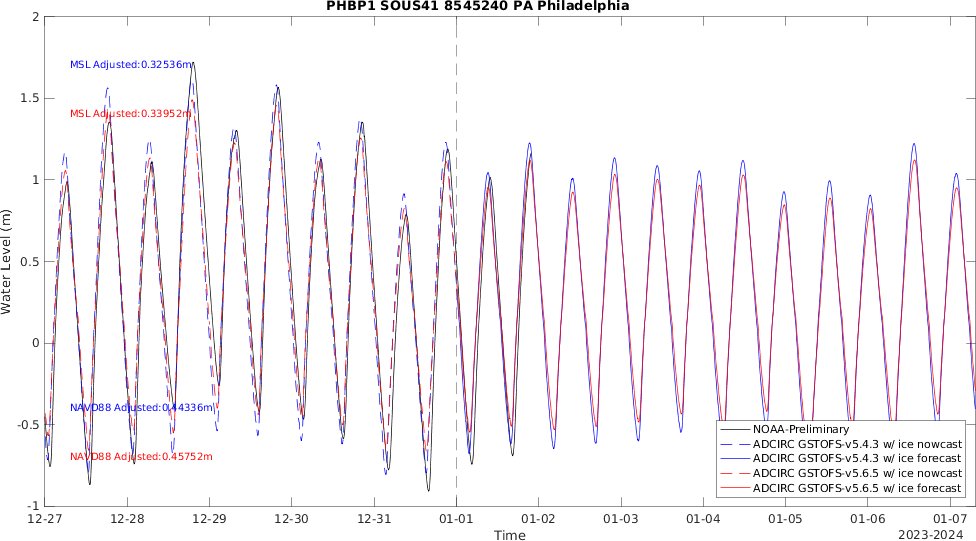 PHBP1 SOUS41 8545240 PA Philadelphia
2
1.5
1
0.5
0
-0.5
-1
Water Level (m)
MSL Adjusted:0.32536m
MSL Adjusted:0.33952m
NAVD88 Adjusted:0.44336m
NAVD88 Adjusted:0.45752m
NOAA-Preliminary
ADCIRC GSTOFS-v5.4.3 w/ ice nowcast
ADCIRC GSTOFS-v5.4.3 w/ ice forecast
ADCIRC GSTOFS-v5.6.5 w/ ice nowcast
ADCIRC GSTOFS-v5.6.5 w/ ice forecast
12-27 12-28 12-29 12-30 12-31 01-01 01-02 01-03 01-04 01-05 01-06 01-07
Time
2023-2024